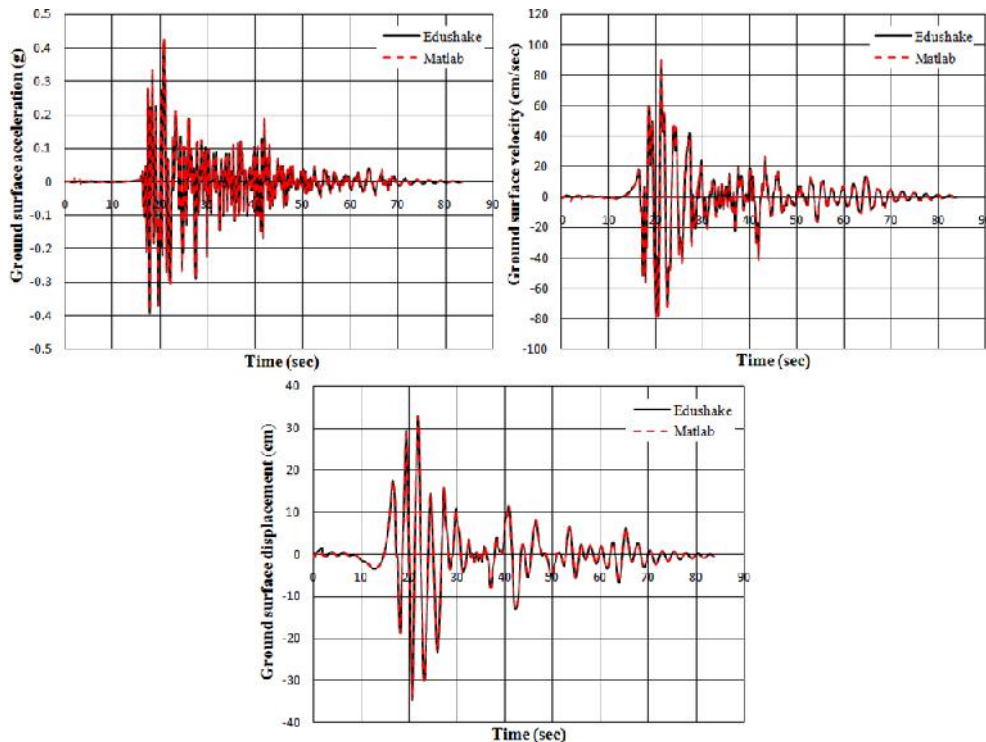 Ground surface acceleration (g)
0.5
0.4
0.3
0.2
0.1
0
-0.1
-0.2
-0.3
-0.4
-0.5
0 10 20 30 40 50 60 70 80 90
Time (sec)
Edushake
Matlab
Ground surface velocity (cm/sec)
120
100
80
60
40
20
0
-20
-40
-60
-80
-100
0 10 20 30 40 50 60 70 80 90
Time (sec)
Edushake
Matlab
Ground surface displacement (cm)
40
30
20
10
0
-10
-20
-30
-40
0 10 20 30 40 50 60 70 80 90
Time (sec)
Edushake
Matlab